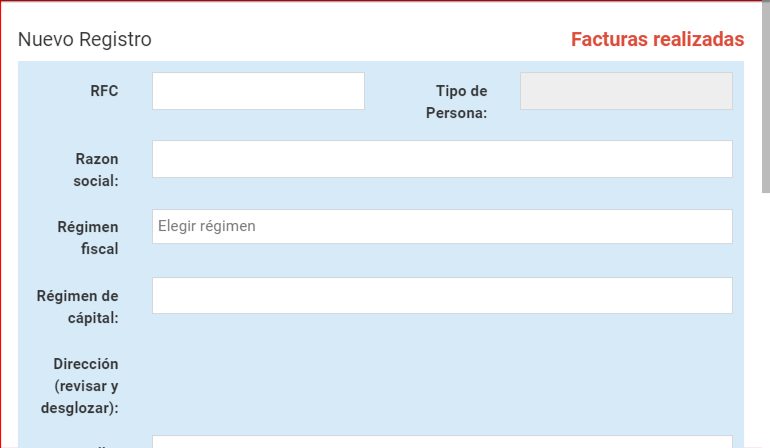 Nuevo Registro
Facturas realizadas
RFC
Tipo de
Persona:
Razon
social:
Régimen
fiscal
Elegir régimen
Régimen de
cápital:
Dirección
(revisar y
desglozar):